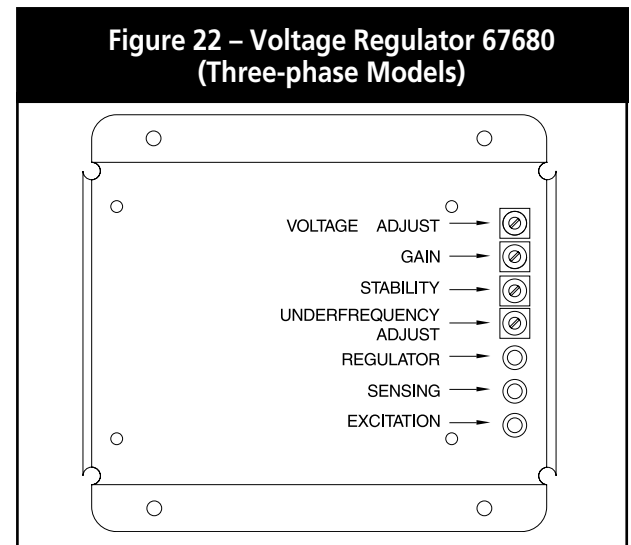 Figure 22 – Voltage Regulator 67680
(Three-phase Models)
VOLTAGE ADJUST
GAIN
STABILITY
UNDERFREQUENCY
ADJUST
REGULATOR
SENSING
EXCITATION